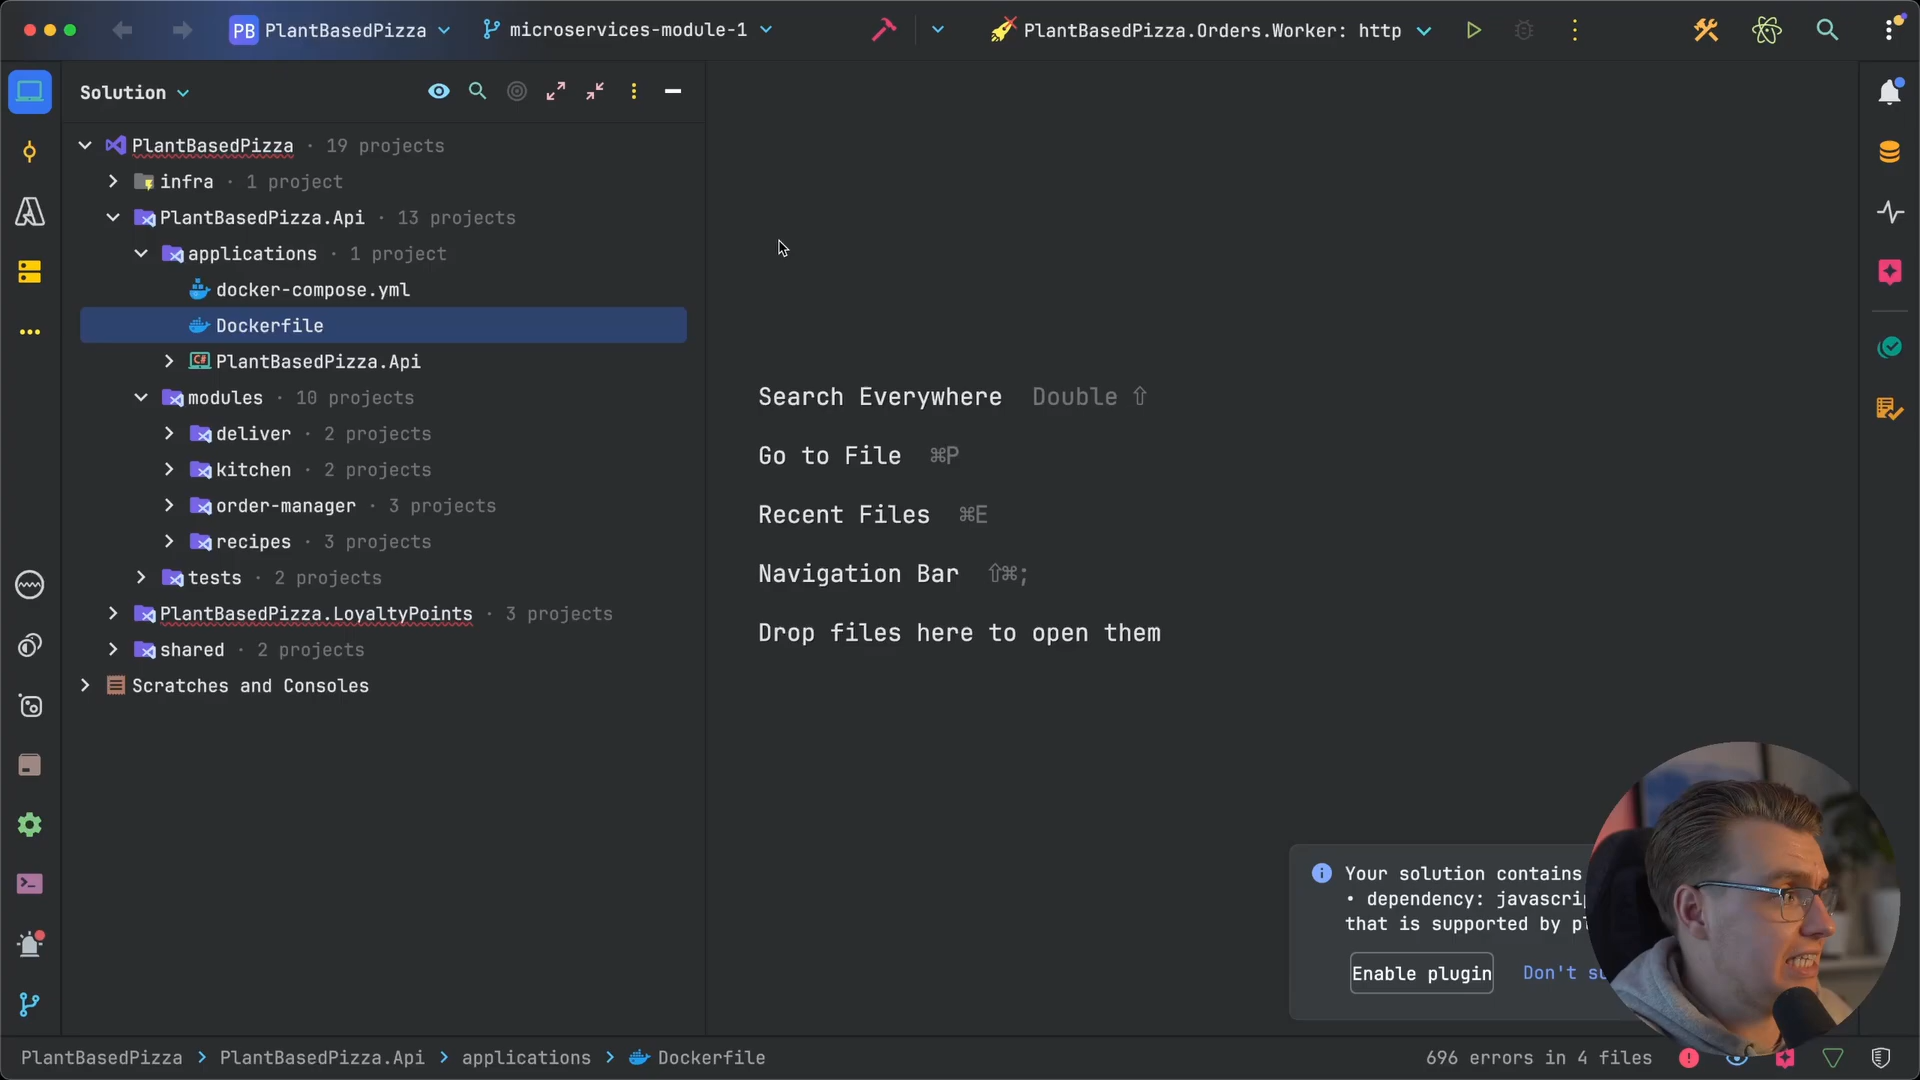 PB PlantBasedPizza
microservices-module-1
PlantBasedPizza.Orders.Worker: http
Solution
PlantBasedPizza · 19 projects
infra · 1 project
PlantBasedPizza.Api · 13 projects
applications · 1 project
docker-compose.yml
Dockerfile
C# PlantBasedPizza.Api
modules · 10 projects
deliver · 2 projects
kitchen · 2 projects
order-manager · 3 projects
recipes · 3 projects
tests · 2 projects
PlantBasedPizza.LoyaltyPoints · 3 projects
shared · 2 projects
Scratches and Consoles
Search Everywhere Double ⇧
Go to File ⌘P
Recent Files ⌘E
Navigation Bar ⇧⌘;
Drop files here to open them
Your solution contains
• dependency: javascrip
that is supported by pl
Enable plugin Don't su
PlantBasedPizza > PlantBasedPizza.Api > applications > Dockerfile
696 errors in 4 files